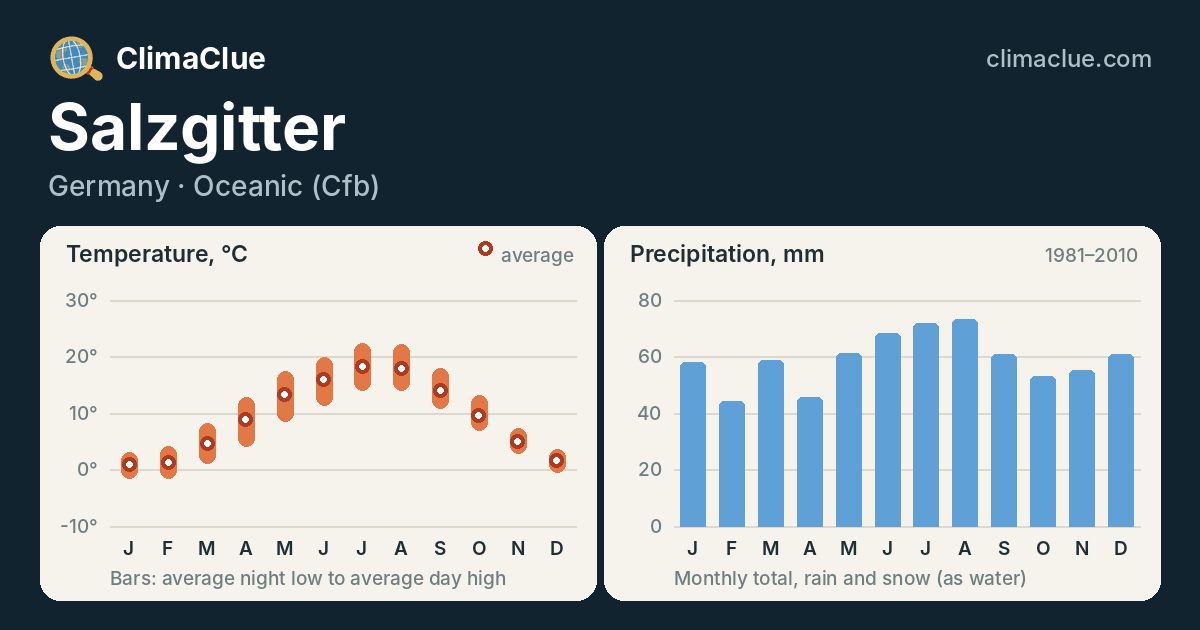 ClimaClue
climaclue.com
Salzgitter
Germany · Oceanic (Cfb)
Temperature, °C
average
30°
20°
10°
0°
-10°
J F M A M J J A S O N D
Bars: average night low to average day high
Precipitation, mm
1981–2010
80
60
40
20
0
J F M A M J J A S O N D
Monthly total, rain and snow (as water)